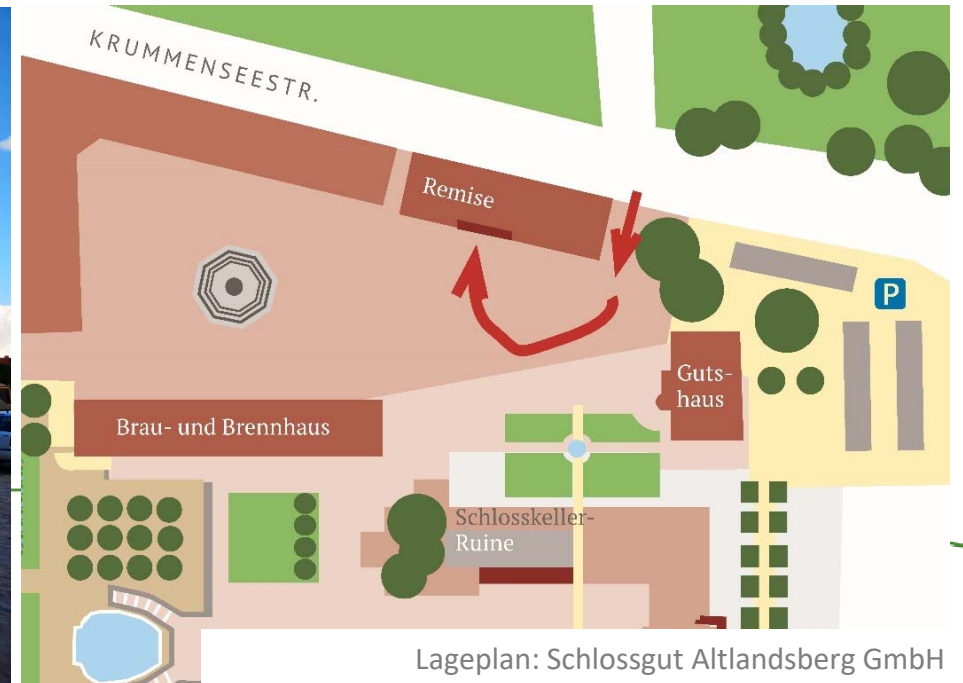 KRUMMENSEESTR.
Remise
P
Guts-
haus
Brau- und Brennhaus
Schlosskeller-
Ruine
Lageplan: Schlossgut Altlandsberg GmbH